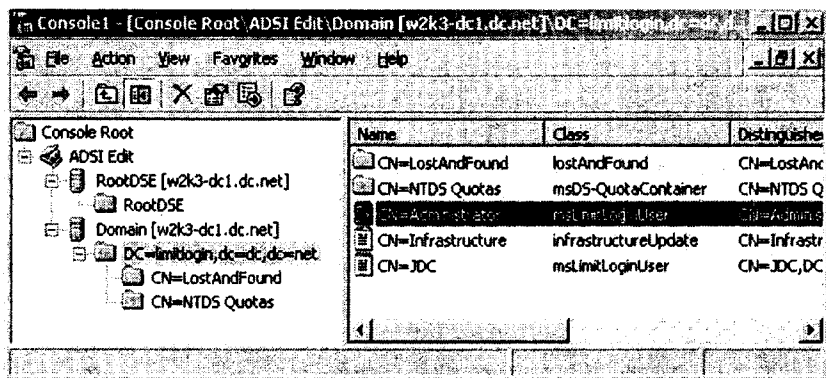 Console1 - [Console Root\ADSI Edit\Domain [w2k3-dc1.dc.net]\DC=limitlogin,dc=dc,d
File Action View Favorites Window Help
Console Root
ADSI Edit
RootDSE [w2k3-dc1.dc.net]
RootDSE
Domain [w2k3-dc1.dc.net]
DC=limitlogin,dc=dc,dc=net
CN=LostAndFound
CN=NTDS Quotas
Name Class Distinguishe
CN=LostAndFound lostAndFound CN=LostAnd
CN=NTDS Quotas msDS-QuotaContainer CN=NTDS Q
CN=Administrator msLimitLoginUser CN=Adminis
CN=Infrastructure infrastructureUpdate CN=Infrastr
CN=JDC msLimitLoginUser CN=JDC,DC